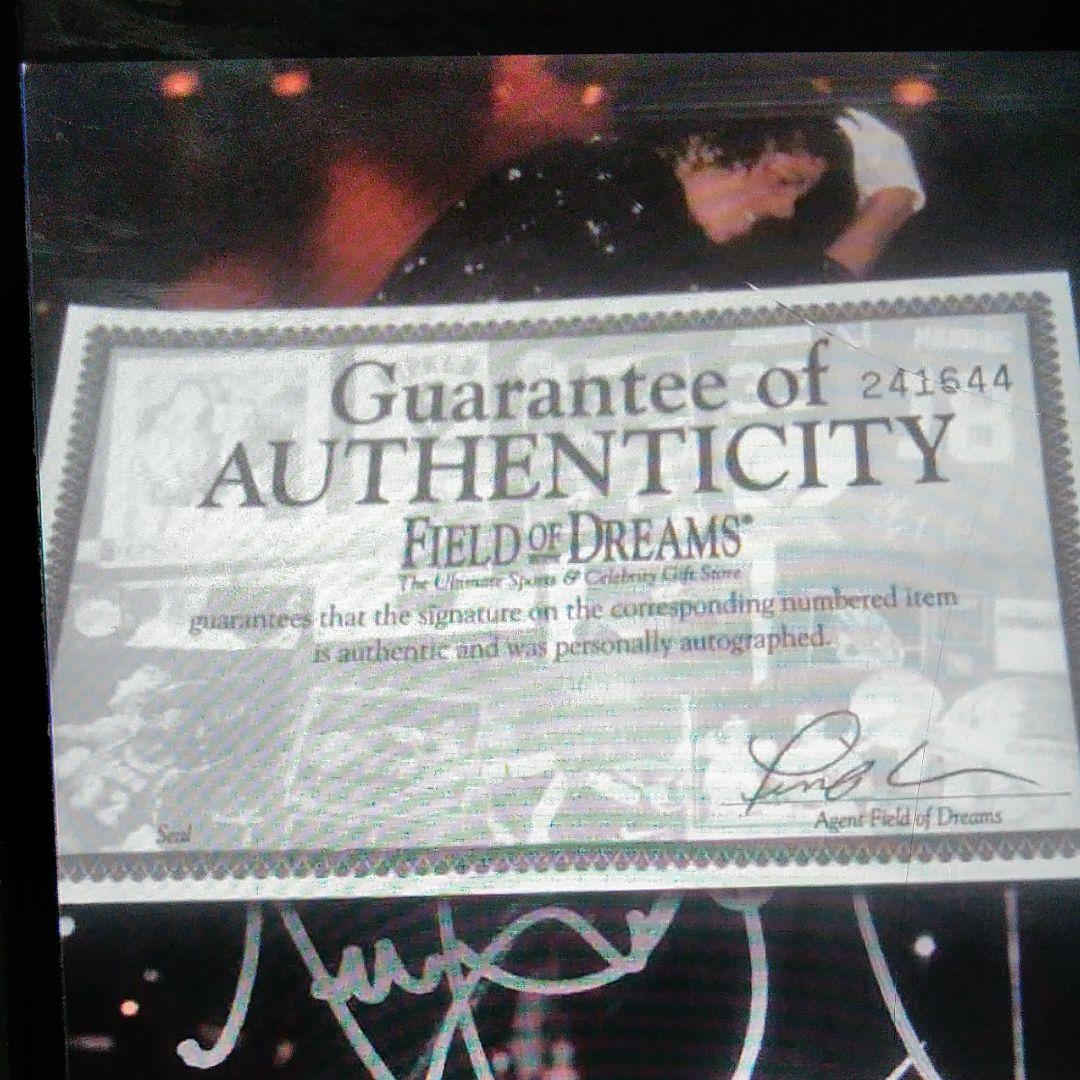 Guarantee of 241644
AUTHENTICITY
FIELD OF DREAMS®
The Ultimate Sports & Celebrity Gift Store
guarantees that the signature on the corresponding numbered item
is authentic and was personally autographed.
Agent Field of Dreams
Serial